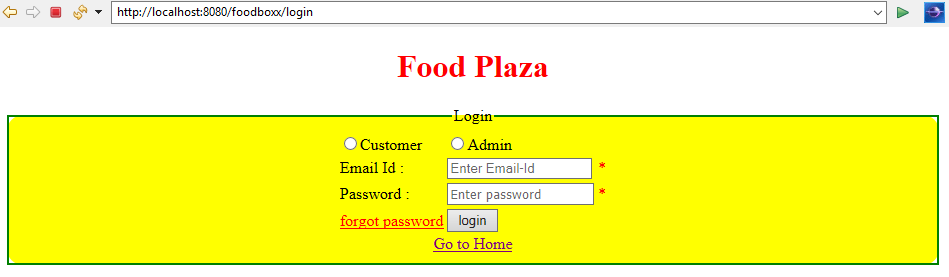 http://localhost:8080/foodboxx/login
Food Plaza
Login
Customer Admin
Email Id : Enter Email-Id *
Password : Enter password *
forgot password login
Go to Home